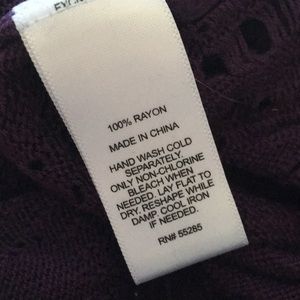 100% RAYON
MADE IN CHINA
HAND WASH COLD
SEPARATELY
ONLY NON-CHLORINE
BLEACH WHEN
NEEDED. LAY FLAT TO
DRY. RESHAPE WHILE
DAMP. COOL IRON
IF NEEDED.
RN# 55285